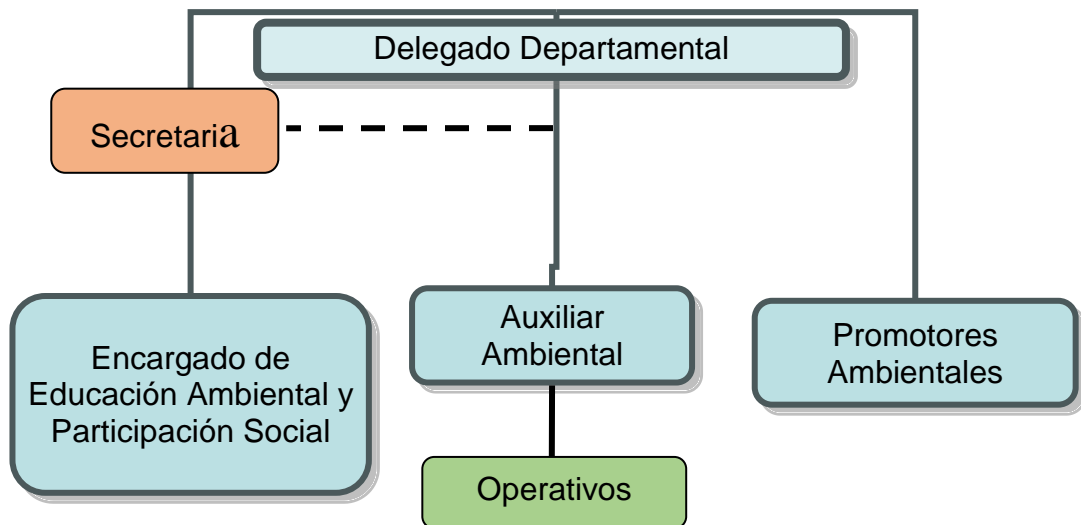 Delegado Departamental
Secretaria
Encargado de
Educación Ambiental y
Participación Social
Auxiliar
Ambiental
Promotores
Ambientales
Operativos